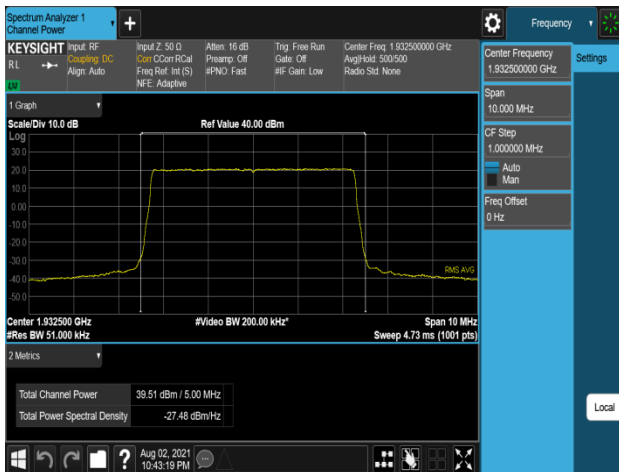 Spectrum Analyzer 1
Channel Power
+
Frequency
KEYSIGHT
RL
LXI
Input: RF
Coupling: DC
Align: Auto
Input Z: 50 Ω
Corr CCorr RCal
Freq Ref: Int (S)
NFE: Adaptive
Atten: 16 dB
Preamp: Off
#PNO: Fast
Trig: Free Run
Gate: Off
#IF Gain: Low
Center Freq: 1.932500000 GHz
Avg|Hold: 500/500
Radio Std: None
Center Frequency
1.932500000 GHz
Settings
Span
10.000 MHz
CF Step
1.000000 MHz
Auto
Man
Freq Offset
0 Hz
1 Graph
Scale/Div 10.0 dB
Ref Value 40.00 dBm
Log
30.0
20.0
10.0
0.00
-10.0
-20.0
-30.0
-40.0
-50.0
RMS AVG
Center 1.932500 GHz
#Video BW 200.00 kHz*
Span 10 MHz
#Res BW 51.000 kHz
Sweep 4.73 ms (1001 pts)
2 Metrics
Total Channel Power 39.51 dBm / 5.00 MHz
Total Power Spectral Density -27.48 dBm/Hz
Local
?
Aug 02, 2021
10:43:19 PM